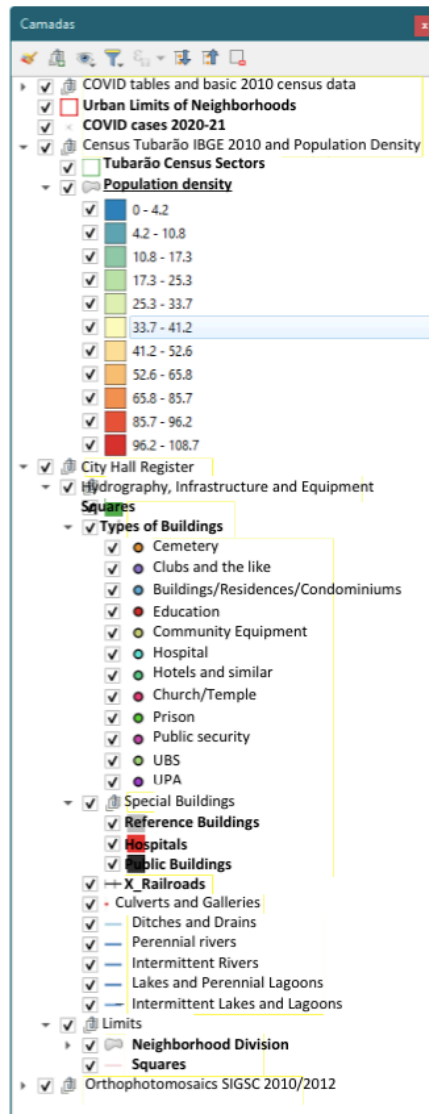 Camadas
x
COVID tables and basic 2010 census data
Urban Limits of Neighborhoods
COVID cases 2020-21
Census Tubarão IBGE 2010 and Population Density
Tubarão Census Sectors
Population density
0 - 4.2
4.2 - 10.8
10.8 - 17.3
17.3 - 25.3
25.3 - 33.7
33.7 - 41.2
41.2 - 52.6
52.6 - 65.8
65.8 - 85.7
85.7 - 96.2
96.2 - 108.7
City Hall Register
Hydrography, Infrastructure and Equipment
Squares
Types of Buildings
Cemetery
Clubs and the like
Buildings/Residences/Condominiums
Education
Community Equipment
Hospital
Hotels and similar
Church/Temple
Prison
Public security
UBS
UPA
Special Buildings
Reference Buildings
Hospitals
Public Buildings
X_Railroads
Culverts and Galleries
Ditches and Drains
Perennial rivers
Intermittent Rivers
Lakes and Perennial Lagoons
Intermittent Lakes and Lagoons
Limits
Neighborhood Division
Squares
Orthophotomosaics SIGSC 2010/2012